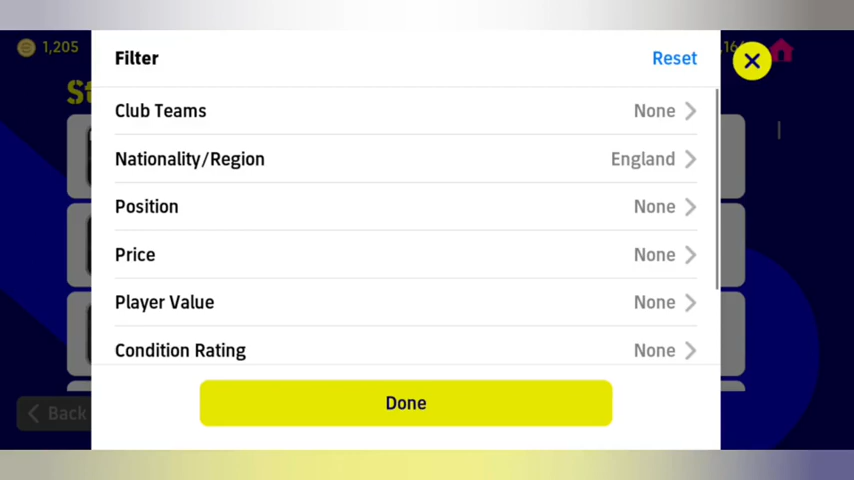 1,205
Filter
Reset
Club Teams None
Nationality/Region England
Position None
Price None
Player Value None
Condition Rating None
Done
Back